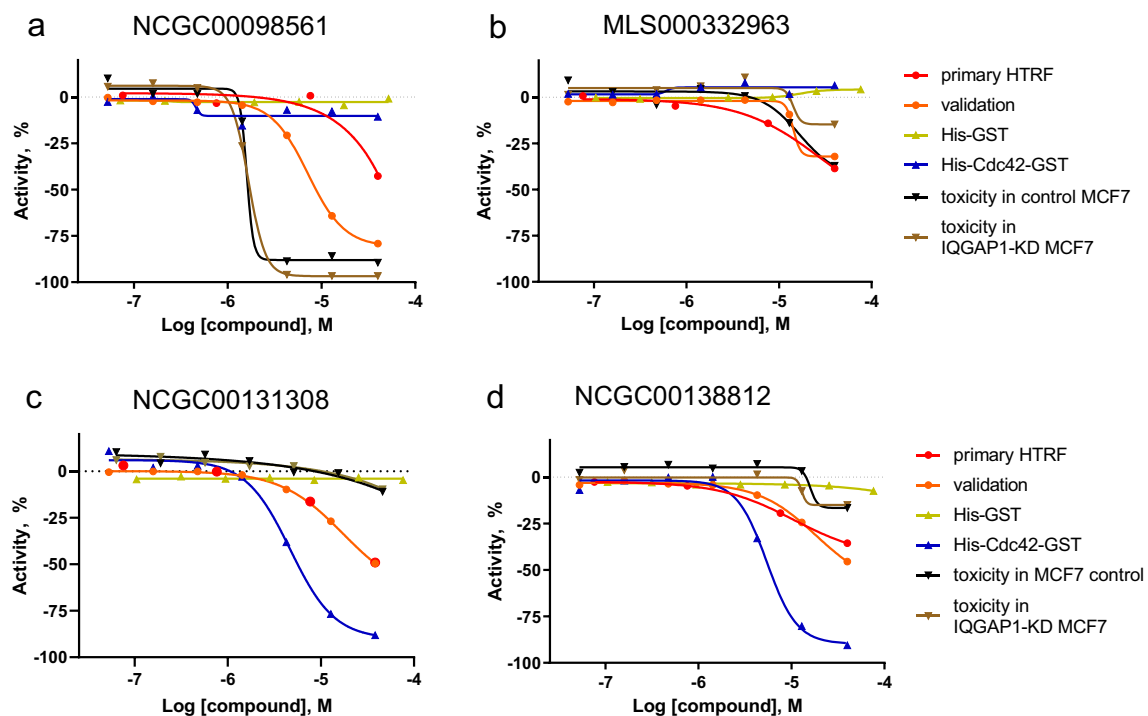 a NCGC00098561
0
-25
-50
-75
-100
Activity, %
-7 -6 -5 -4
Log [compound], M
b MLS000332963
0
-25
-50
-75
-100
Activity, %
-7 -6 -5 -4
Log [compound], M
primary HTRF
validation
His-GST
His-Cdc42-GST
toxicity in control MCF7
toxicity in
IQGAP1-KD MCF7
c NCGC00131308
0
-25
-50
-75
-100
Activity, %
-7 -6 -5 -4
Log [compound], M
d NCGC00138812
0
-25
-50
-75
-100
Activity, %
-7 -6 -5 -4
Log [compound], M
primary HTRF
validation
His-GST
His-Cdc42-GST
toxicity in MCF7 control
toxicity in
IQGAP1-KD MCF7